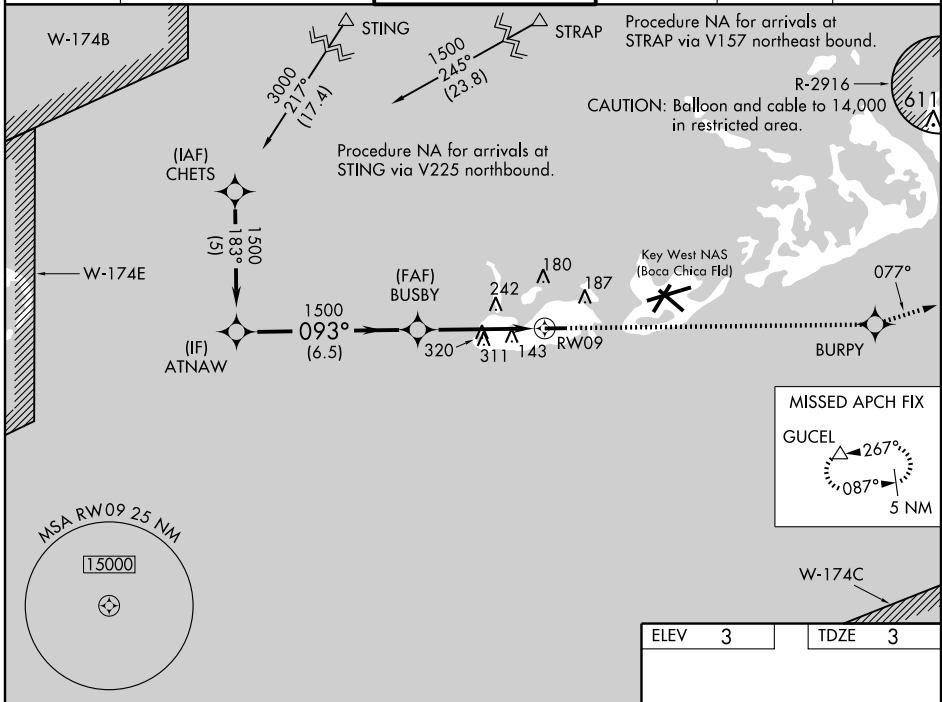 W-174B
STING
STRAP
Procedure NA for arrivals at
STRAP via V157 northeast bound.
3000
217°
(17.4)
1500
245°
(23.8)
R-2916
611
CAUTION: Balloon and cable to 14,000
in restricted area.
Procedure NA for arrivals at
STING via V225 northbound.
(IAF)
CHETS
1500
183°
(5)
W-174E
(FAF)
BUSBY
242
180
187
Key West NAS
(Boca Chica Fld)
077°
1500
093°
(6.5)
(IF)
ATNAW
320
311
143
RW09
BURPY
MISSED APCH FIX
GUCEL
267°
087°
5 NM
MSA RW09 25 NM
15000
W-174C
ELEV 3
TDZE 3